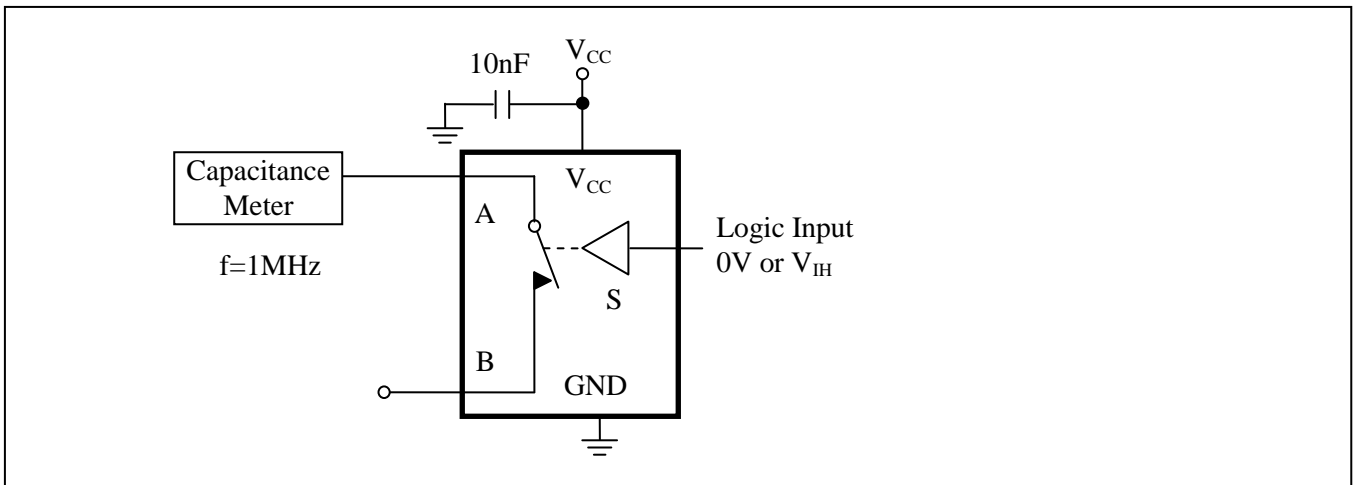 V_CC
10nF
Capacitance
Meter
f=1MHz
V_CC
A
Logic Input
0V or V_IH
S
B
GND